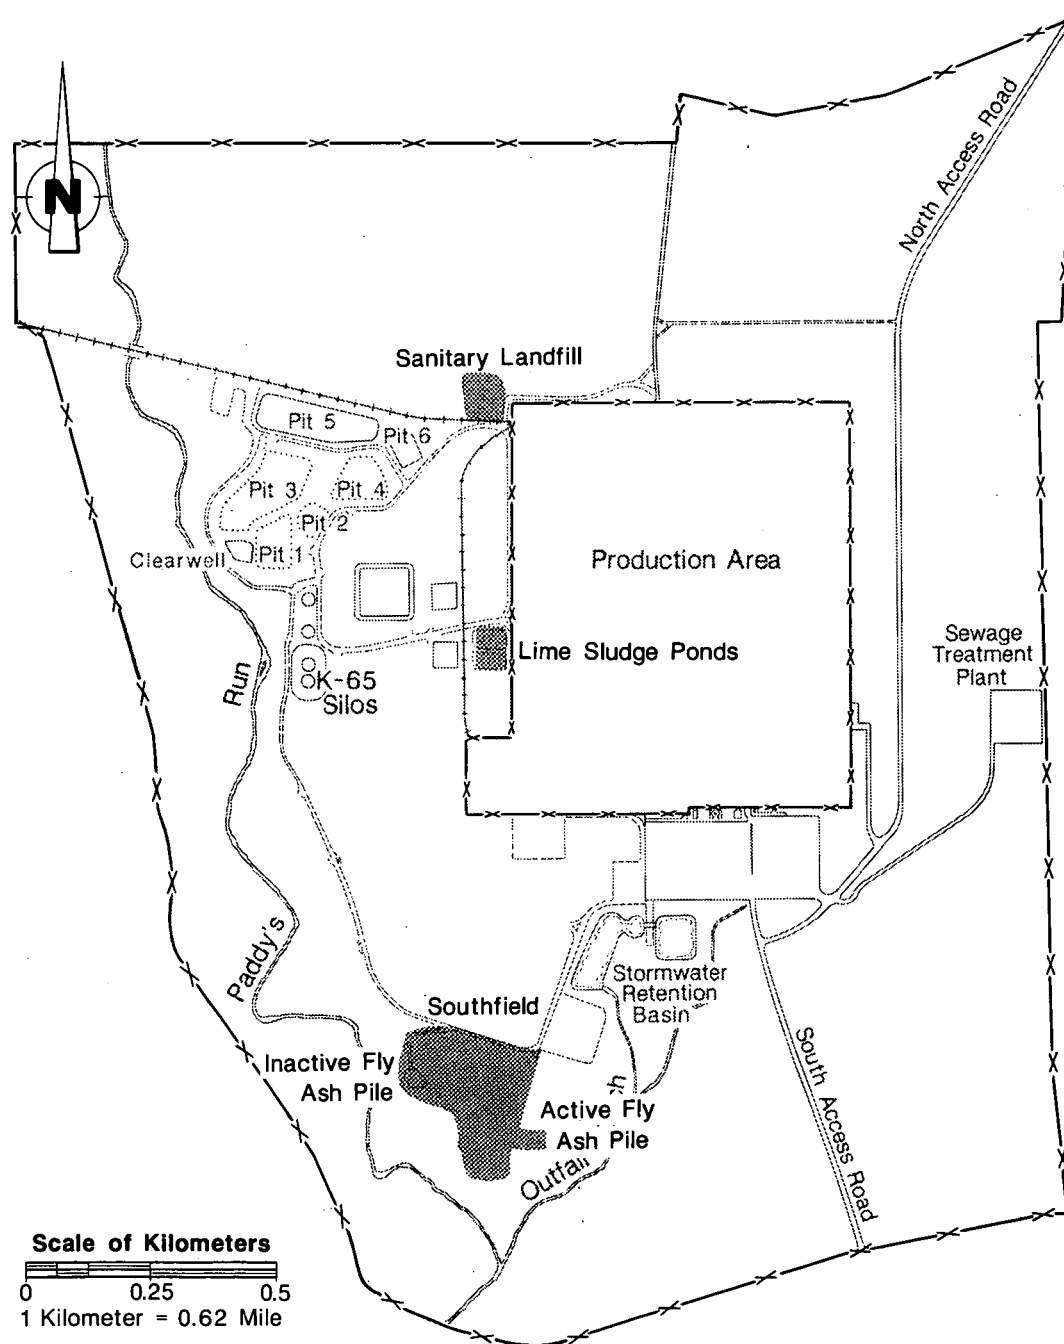 N
North Access Road
Sanitary Landfill
Pit 5
Pit 6
Pit 3
Pit 4
Pit 2
Clearwell
Pit 1
Production Area
Sewage
Treatment
Plant
Lime Sludge Ponds
K-65
Silos
Paddy's Run
Stormwater
Retention
Basin
Southfield
South Access Road
Inactive Fly
Ash Pile
Active Fly
Ash Pile
Outfall
Scale of Kilometers
0 0.25 0.5
1 Kilometer = 0.62 Mile